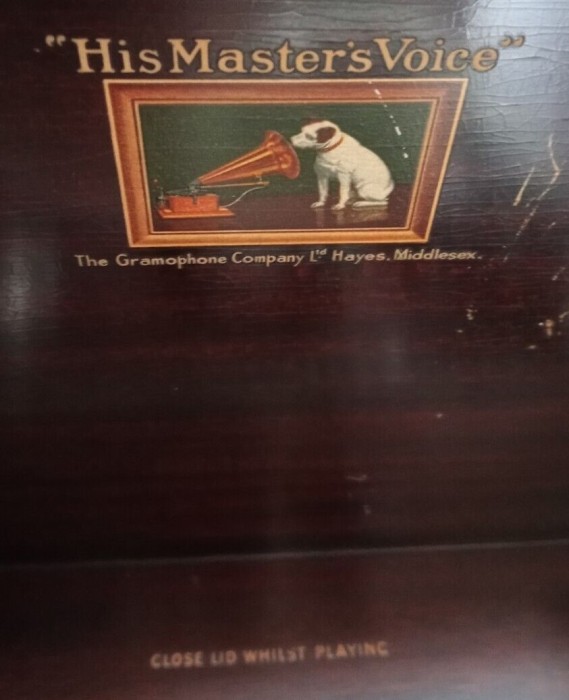 "His Master's Voice"
The Gramophone Company Ltd Hayes. Middlesex.
CLOSE LID WHILST PLAYING